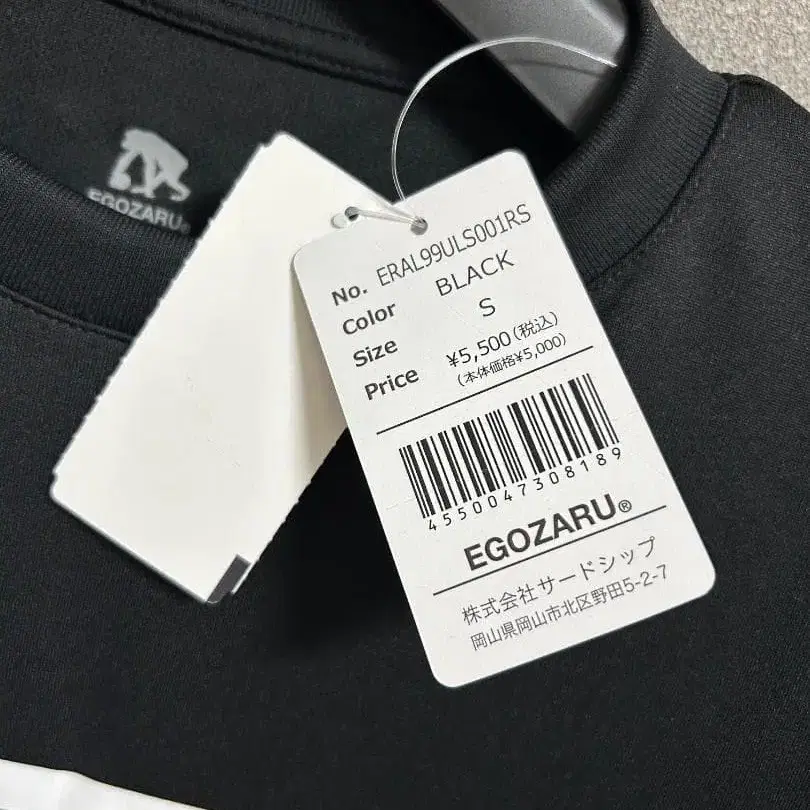 EGOZARU®
No. ERAL99ULS001RS
Color BLACK
Size S
Price ¥5,500(税込)
(本体価格¥5,000)
4550047308189
EGOZARU®
株式会社サードシップ
岡山県岡山市北区野田5-2-7